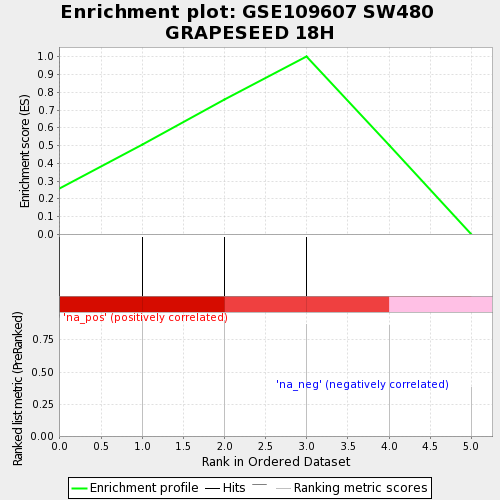 Enrichment plot: GSE109607 SW480
GRAPESEED 18H
Enrichment score (ES)
1.0
0.9
0.8
0.7
0.6
0.5
0.4
0.3
0.2
0.1
0.0
'na_pos' (positively correlated)
'na_neg' (negatively correlated)
Ranked list metric (PreRanked)
0.75
0.50
0.25
0.00
0.0 0.5 1.0 1.5 2.0 2.5 3.0 3.5 4.0 4.5 5.0
Rank in Ordered Dataset
Enrichment profile Hits Ranking metric scores